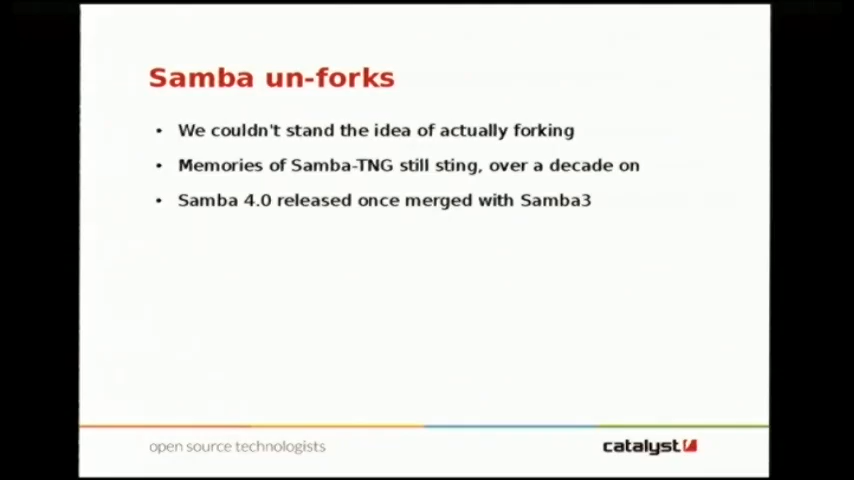 Samba un-forks
• We couldn't stand the idea of actually forking
• Memories of Samba-TNG still sting, over a decade on
• Samba 4.0 released once merged with Samba3
open source technologists
catalyst